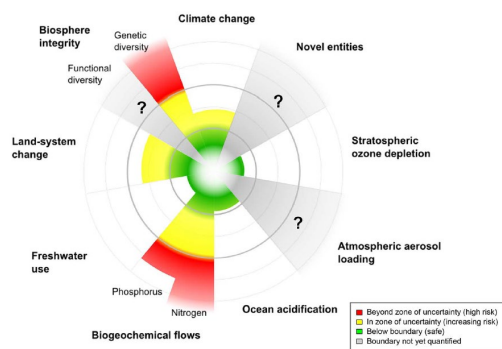 Climate change
Biosphere
integrity
Genetic
diversity
Functional
diversity
?
Novel entities
?
Land-system
change
Stratospheric
ozone depletion
?
Atmospheric aerosol
loading
Freshwater
use
Phosphorus
Nitrogen
Ocean acidification
Biogeochemical flows
Beyond zone of uncertainty (high risk)
In zone of uncertainty (increasing risk)
Below boundary (safe)
Boundary not yet quantified